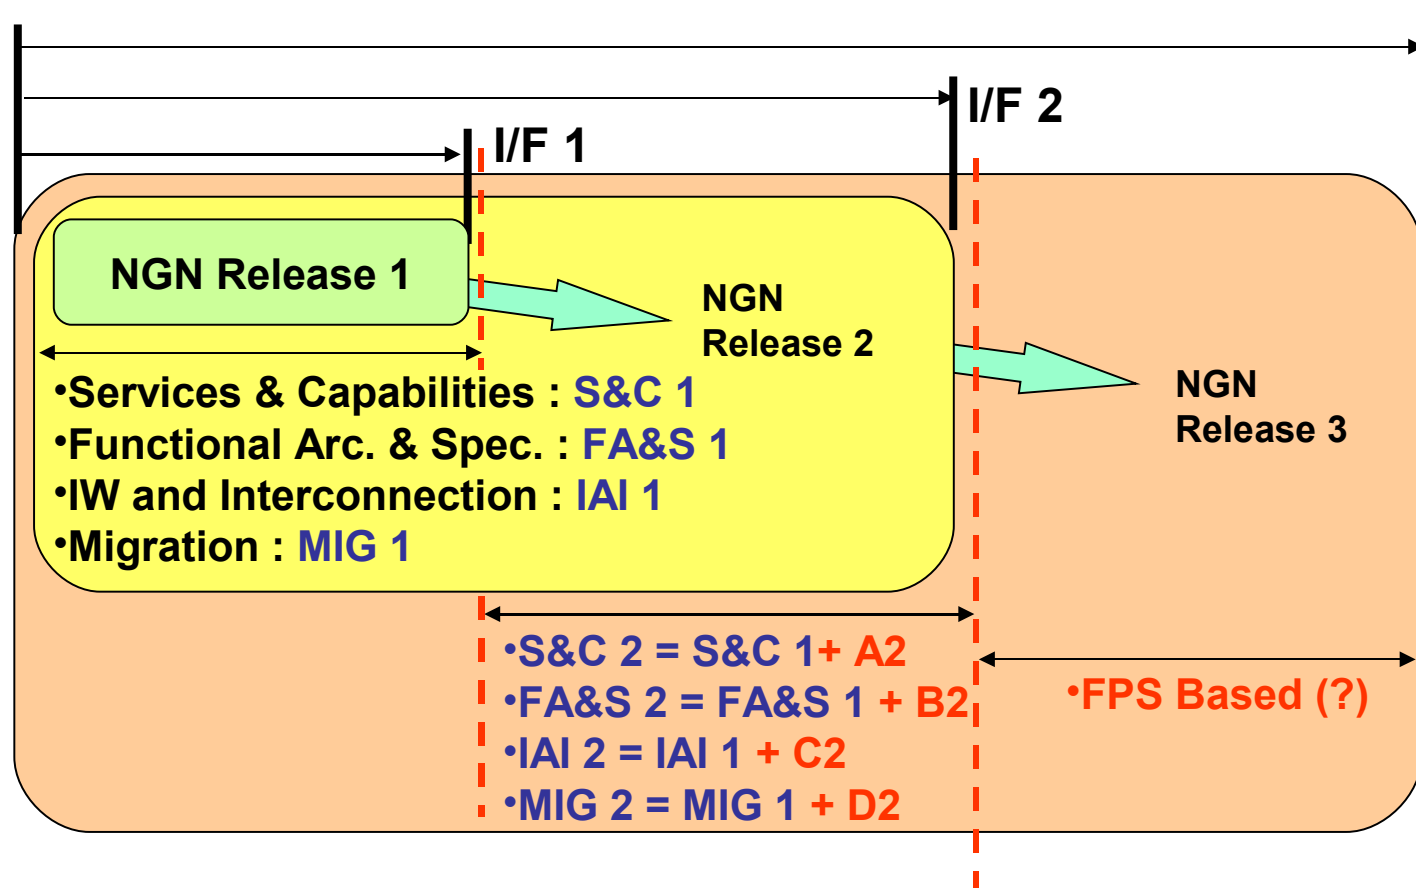 I/F 2
I/F 1
NGN Release 1
NGN
Release 2
NGN
Release 3
•Services & Capabilities : S&C 1
•Functional Arc. & Spec. : FA&S 1
•IW and Interconnection : IAI 1
•Migration : MIG 1
•S&C 2 = S&C 1+ A2
•FA&S 2 = FA&S 1 + B2
•IAI 2 = IAI 1 + C2
•MIG 2 = MIG 1 + D2
•FPS Based (?)